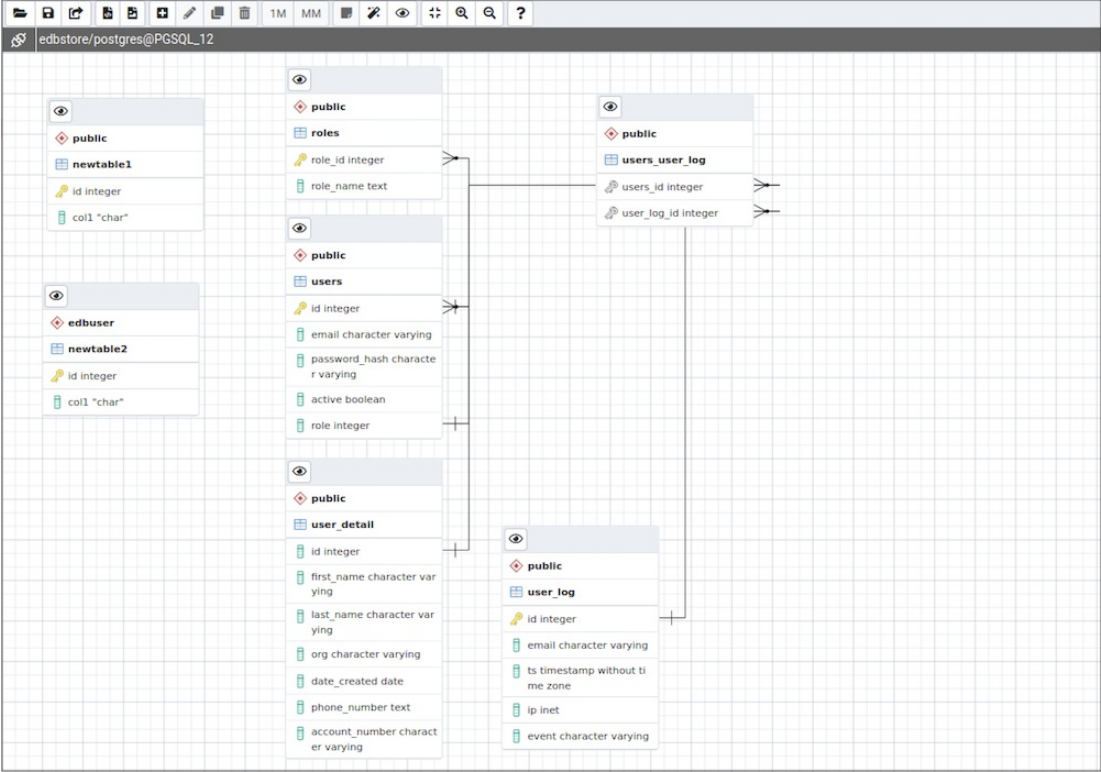 1M MM ?
edbstore/postgres@PGSQL_12
public
newtable1
id integer
col1 "char"
edbuser
newtable2
id integer
col1 "char"
public
roles
role_id integer
role_name text
public
users
id integer
email character varying
password_hash characte
r varying
active boolean
role integer
public
user_detail
id integer
first_name character var
ying
last_name character var
ying
org character varying
date_created date
phone_number text
account_number charact
er varying
public
users_user_log
users_id integer
user_log_id integer
public
user_log
id integer
email character varying
ts timestamp without ti
me zone
ip inet
event character varying